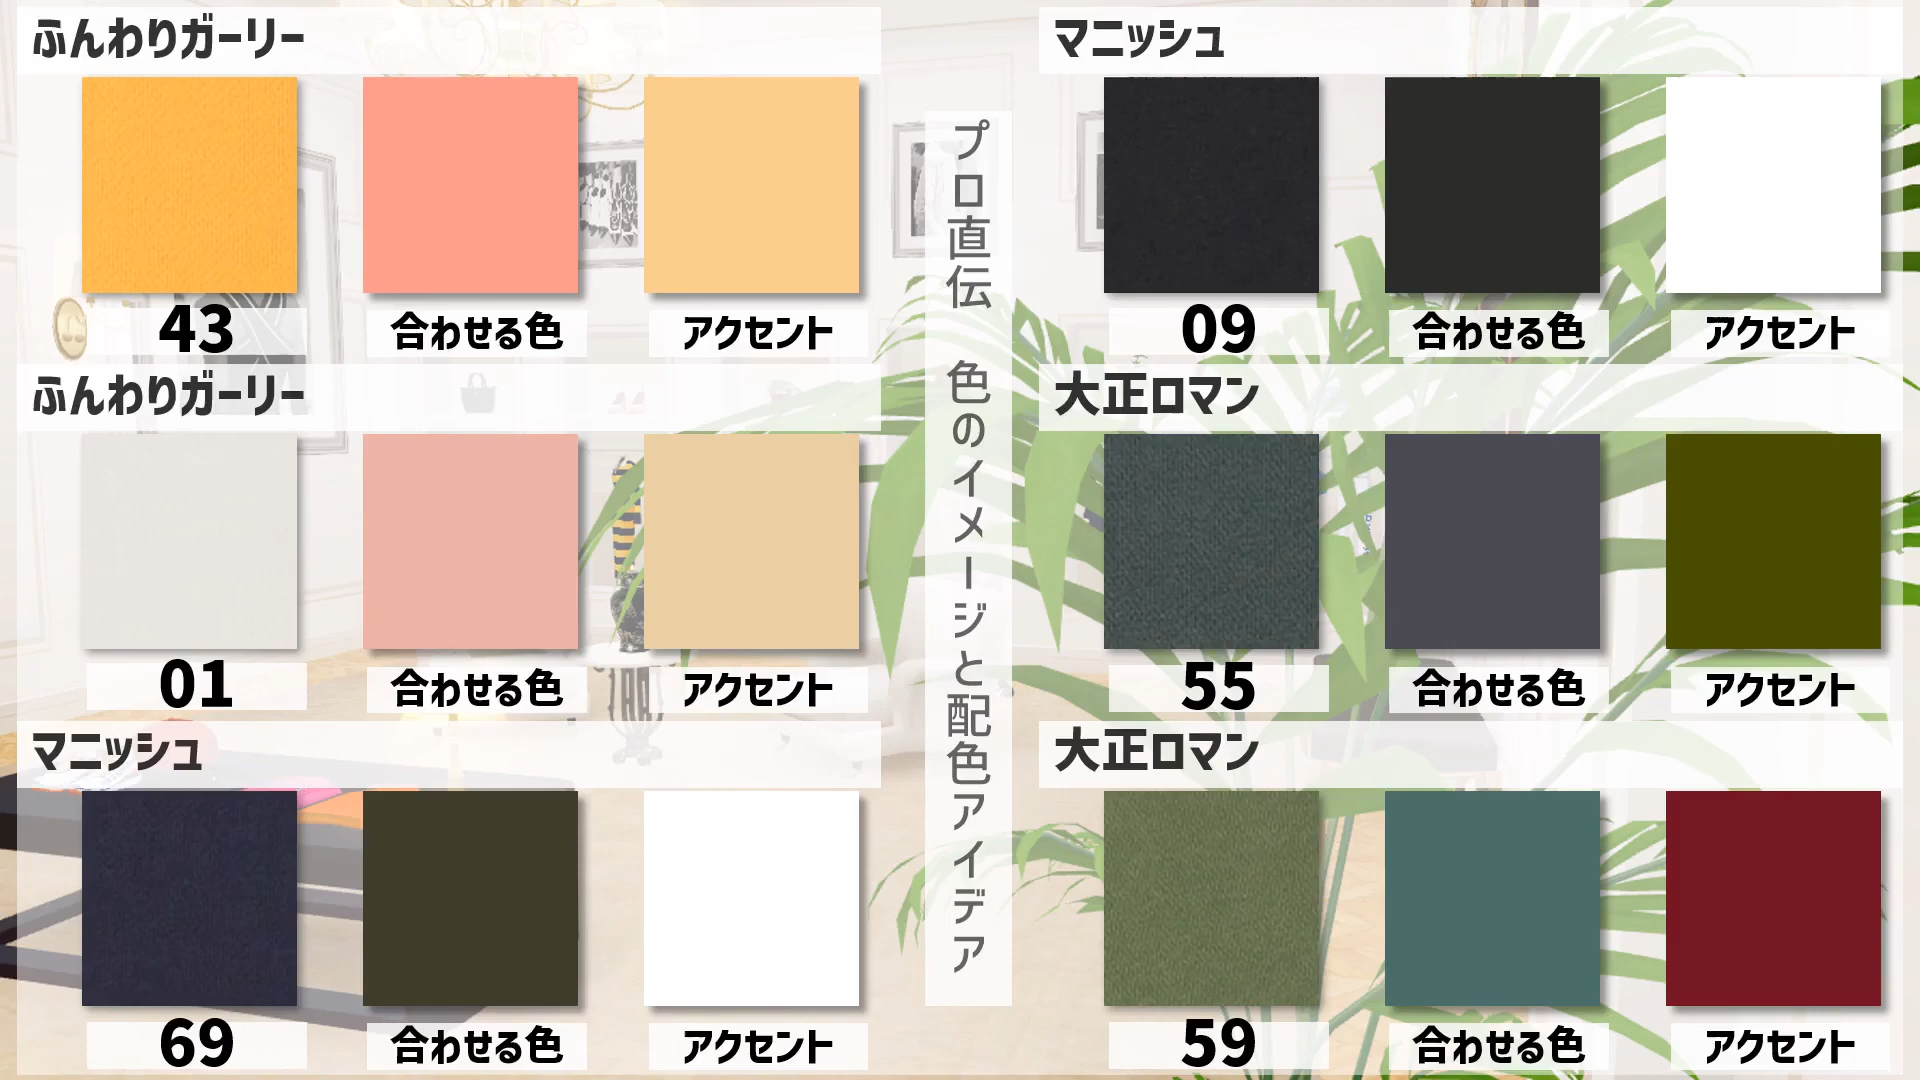 ふんわりガーリー
43
合わせる色
アクセント
ふんわりガーリー
01
合わせる色
アクセント
マニッシュ
69
合わせる色
アクセント
プロ直伝 色のイメージと配色アイデア
マニッシュ
09
合わせる色
アクセント
大正ロマン
55
合わせる色
アクセント
大正ロマン
59
合わせる色
アクセント